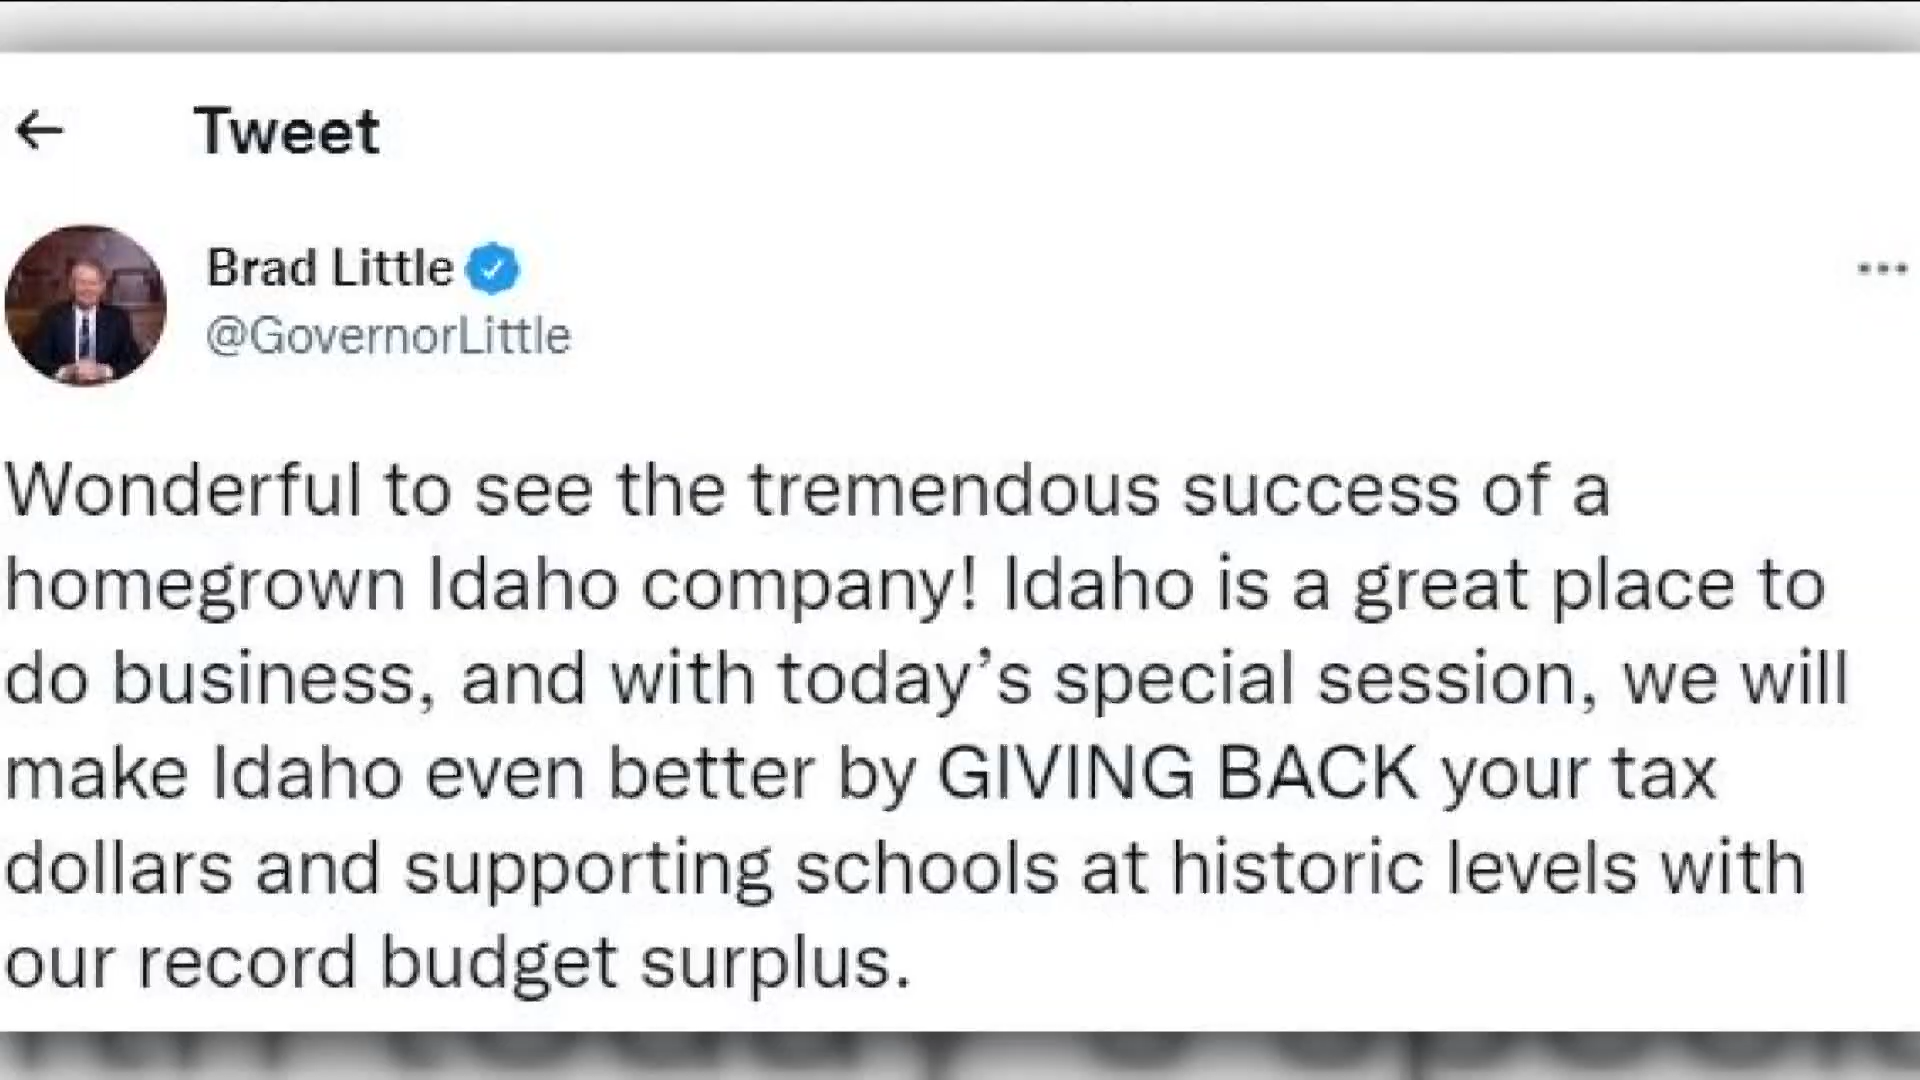 Tweet
Brad Little
@GovernorLittle
Wonderful to see the tremendous success of a
homegrown Idaho company! Idaho is a great place to
do business, and with today’s special session, we will
make Idaho even better by GIVING BACK your tax
dollars and supporting schools at historic levels with
our record budget surplus.